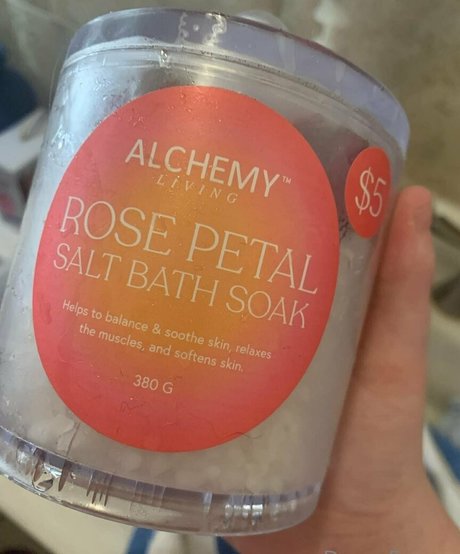 ALCHEMY™
LIVING
$5
ROSE PETAL
SALT BATH SOAK
Helps to balance & soothe skin, relaxes
the muscles, and softens skin.
380 G